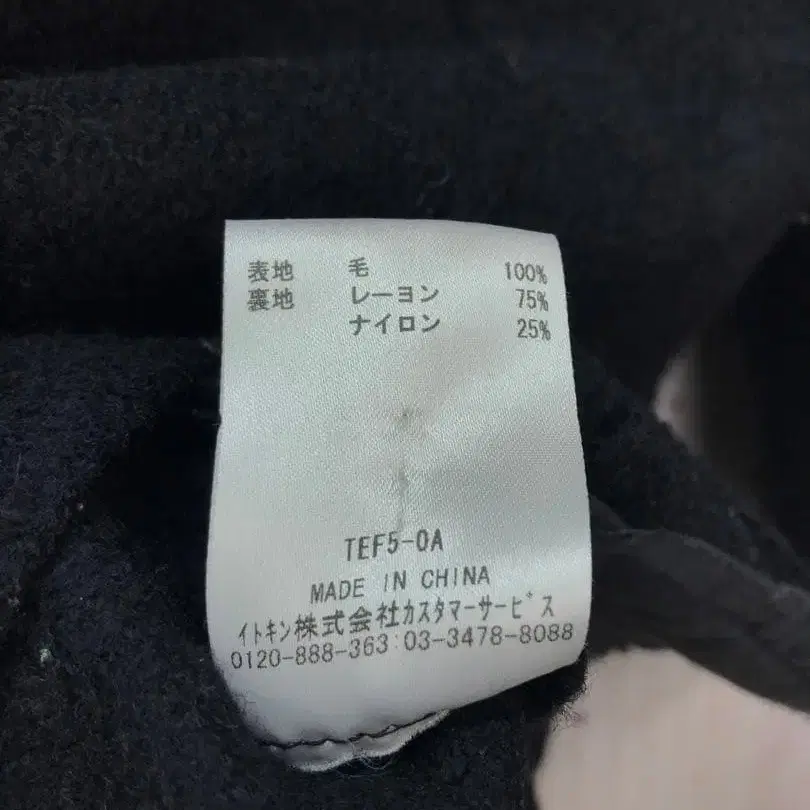 表地 毛 100%
裏地 レーヨン 75%
ナイロン 25%
TEF5-0A
MADE IN CHINA
イトキン株式会社カスタマーサービス
0120-888-363:03-3478-8088